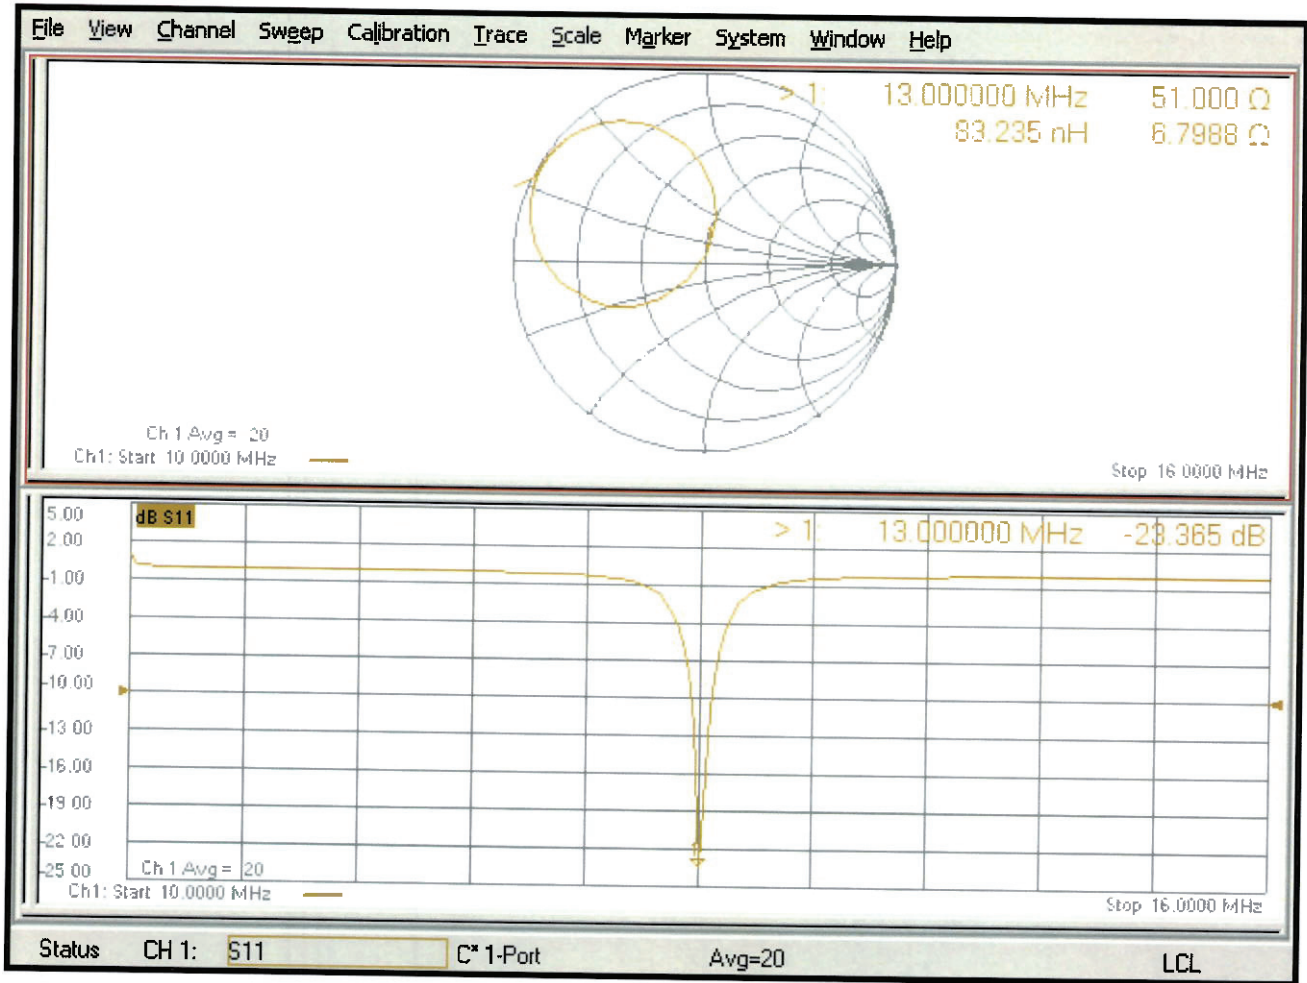 File View Channel Sweep Calibration Trace Scale Marker System Window Help
> 1: 13.000000 MHz 51.000 Ω
83.235 nH 6.7988 Ω
Ch 1 Avg = 20
Ch1: Start 10.0000 MHz
Stop 16.0000 MHz
5.00
dB S11
> 1: 13.000000 MHz -23.365 dB
2.00
-1.00
-4.00
-7.00
-10.00
-13.00
-16.00
-19.00
-22.00
-25.00
Ch 1 Avg = 20
Ch1: Start 10.0000 MHz
Stop 16.0000 MHz
Status CH 1: S11 C* 1-Port Avg=20 LCL